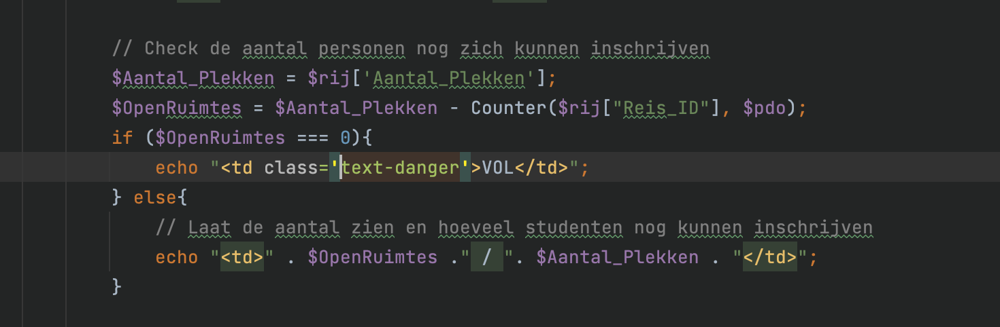 // Check de aantal personen nog zich kunnen inschrijven
$Aantal_Plekken = $rij['Aantal_Plekken'];
$OpenRuimtes = $Aantal_Plekken - Counter($rij["Reis_ID"], $pdo);
if ($OpenRuimtes === 0){
echo "<td class='text-danger'>VOL</td>";
} else{
// Laat de aantal zien en hoeveel studenten nog kunnen inschrijven
echo "<td>" . $OpenRuimtes ." / ". $Aantal_Plekken . "</td>";
}